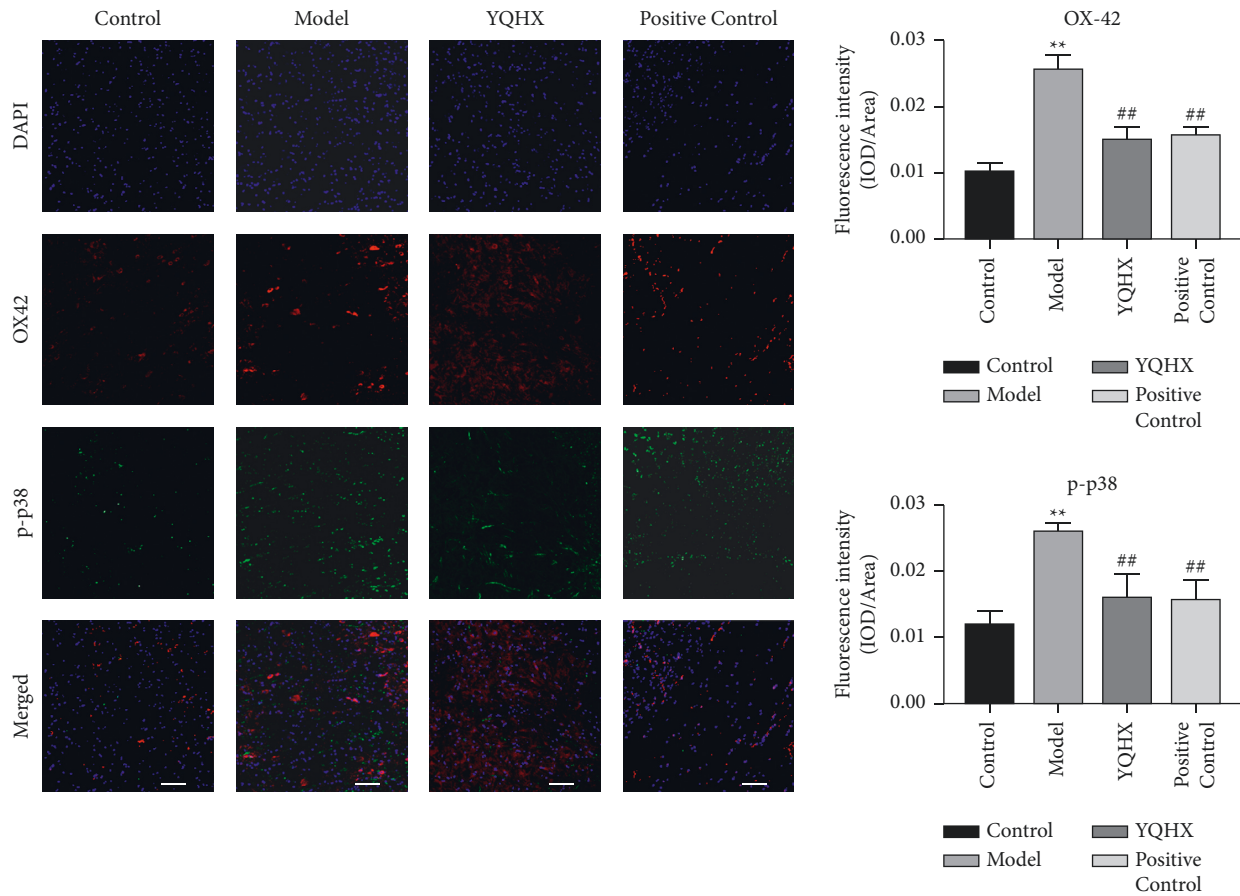 Control
Model
YQHX
Positive Control
DAPI
OX42
p-p38
Merged
OX-42
Fluorescence intensity
(IOD/Area)
0.03
0.02
0.01
0.00
**
##
##
Control
Model
YQHX
Positive
Control
Control
YQHX
Model
Positive
Control
p-p38
Fluorescence intensity
(IOD/Area)
0.03
0.02
0.01
0.00
**
##
##
Control
Model
YQHX
Positive
Control
Control
YQHX
Model
Positive
Control